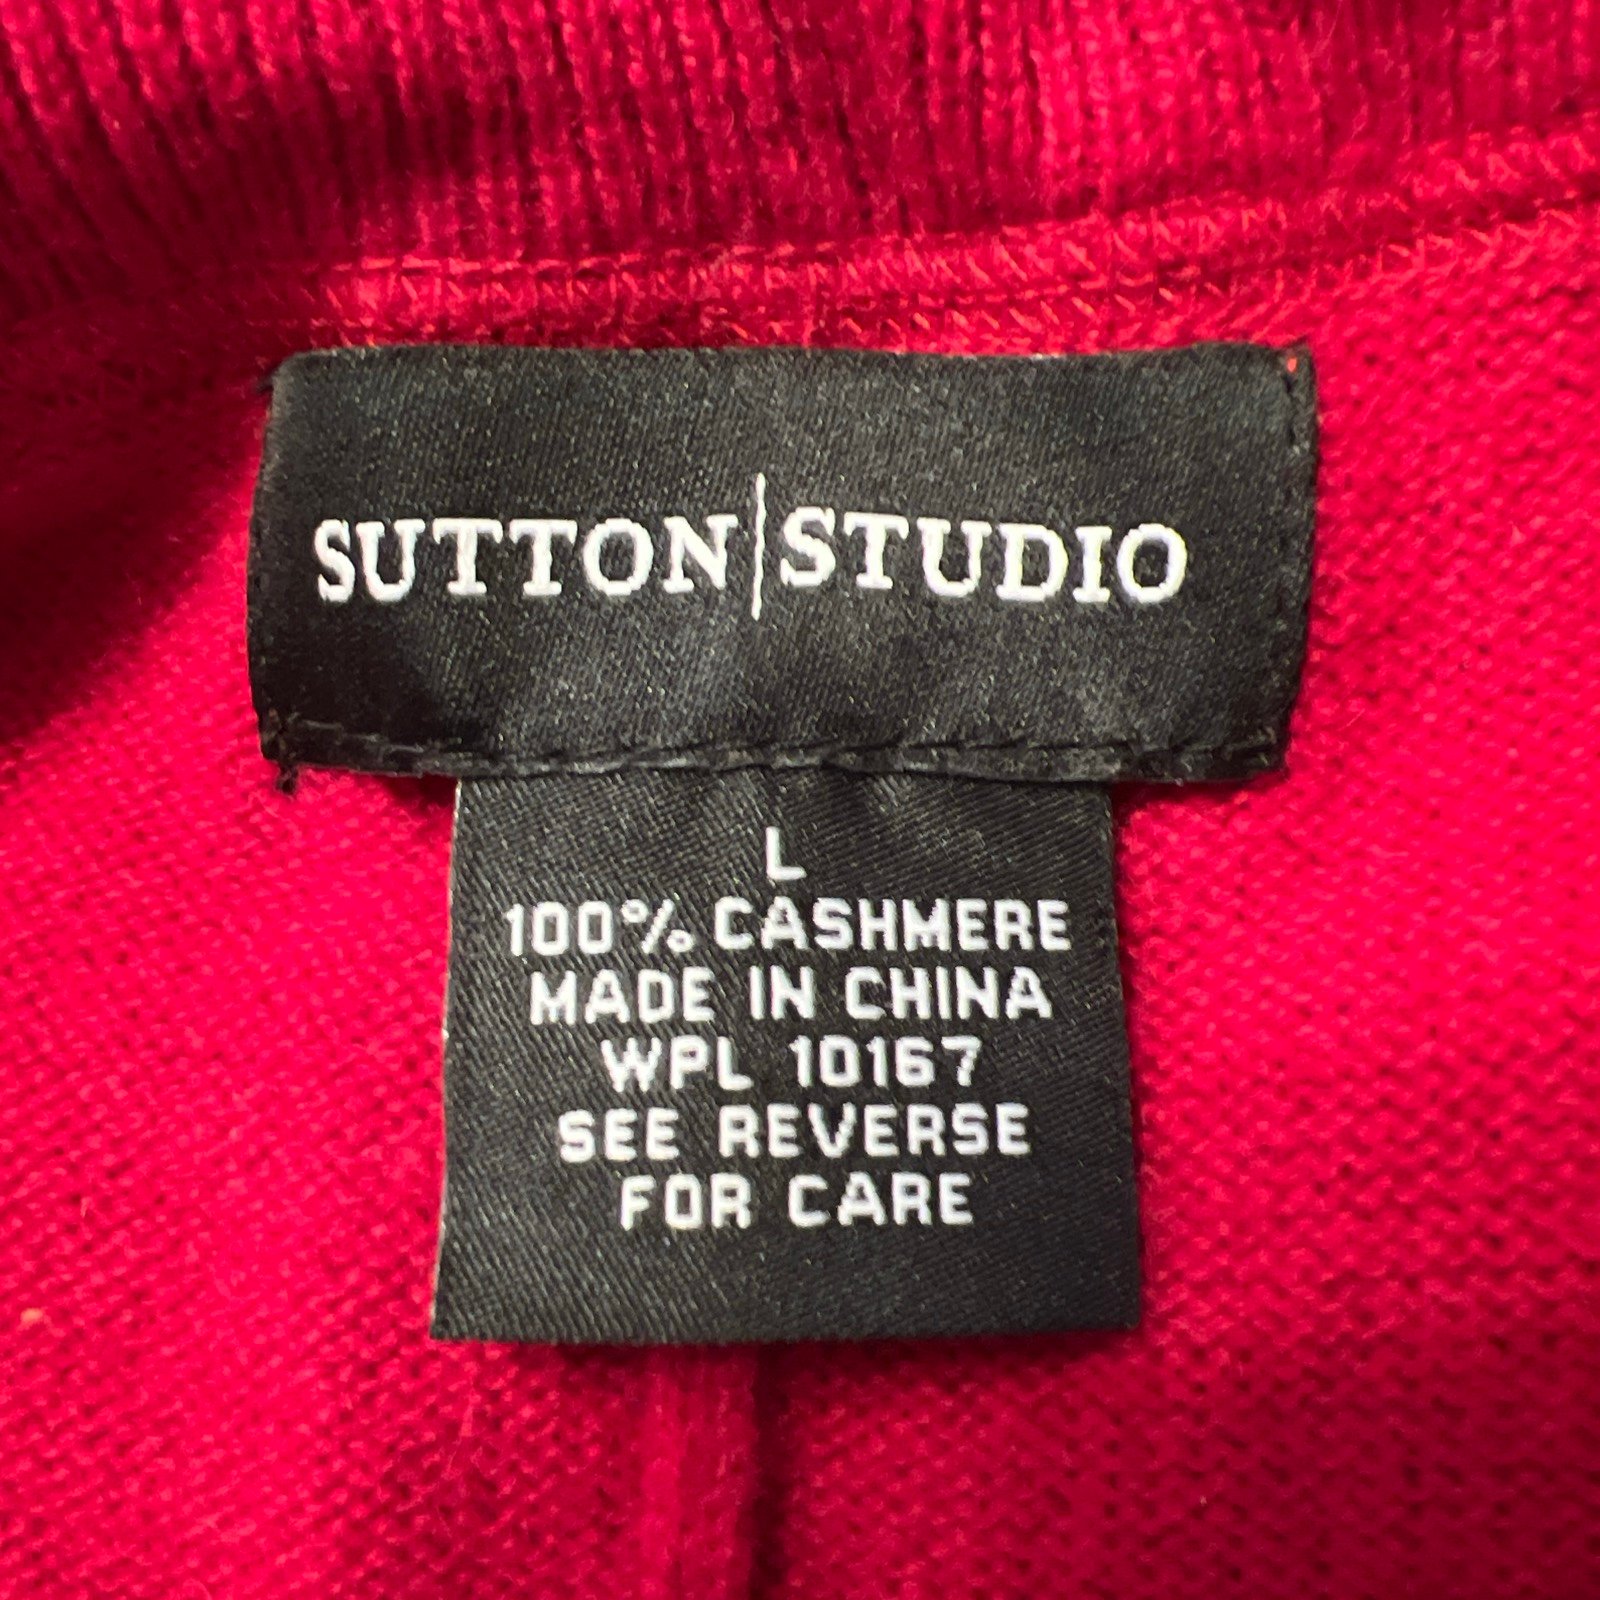 SUTTON|STUDIO
L
100% CASHMERE
MADE IN CHINA
WPL 10167
SEE REVERSE
FOR CARE